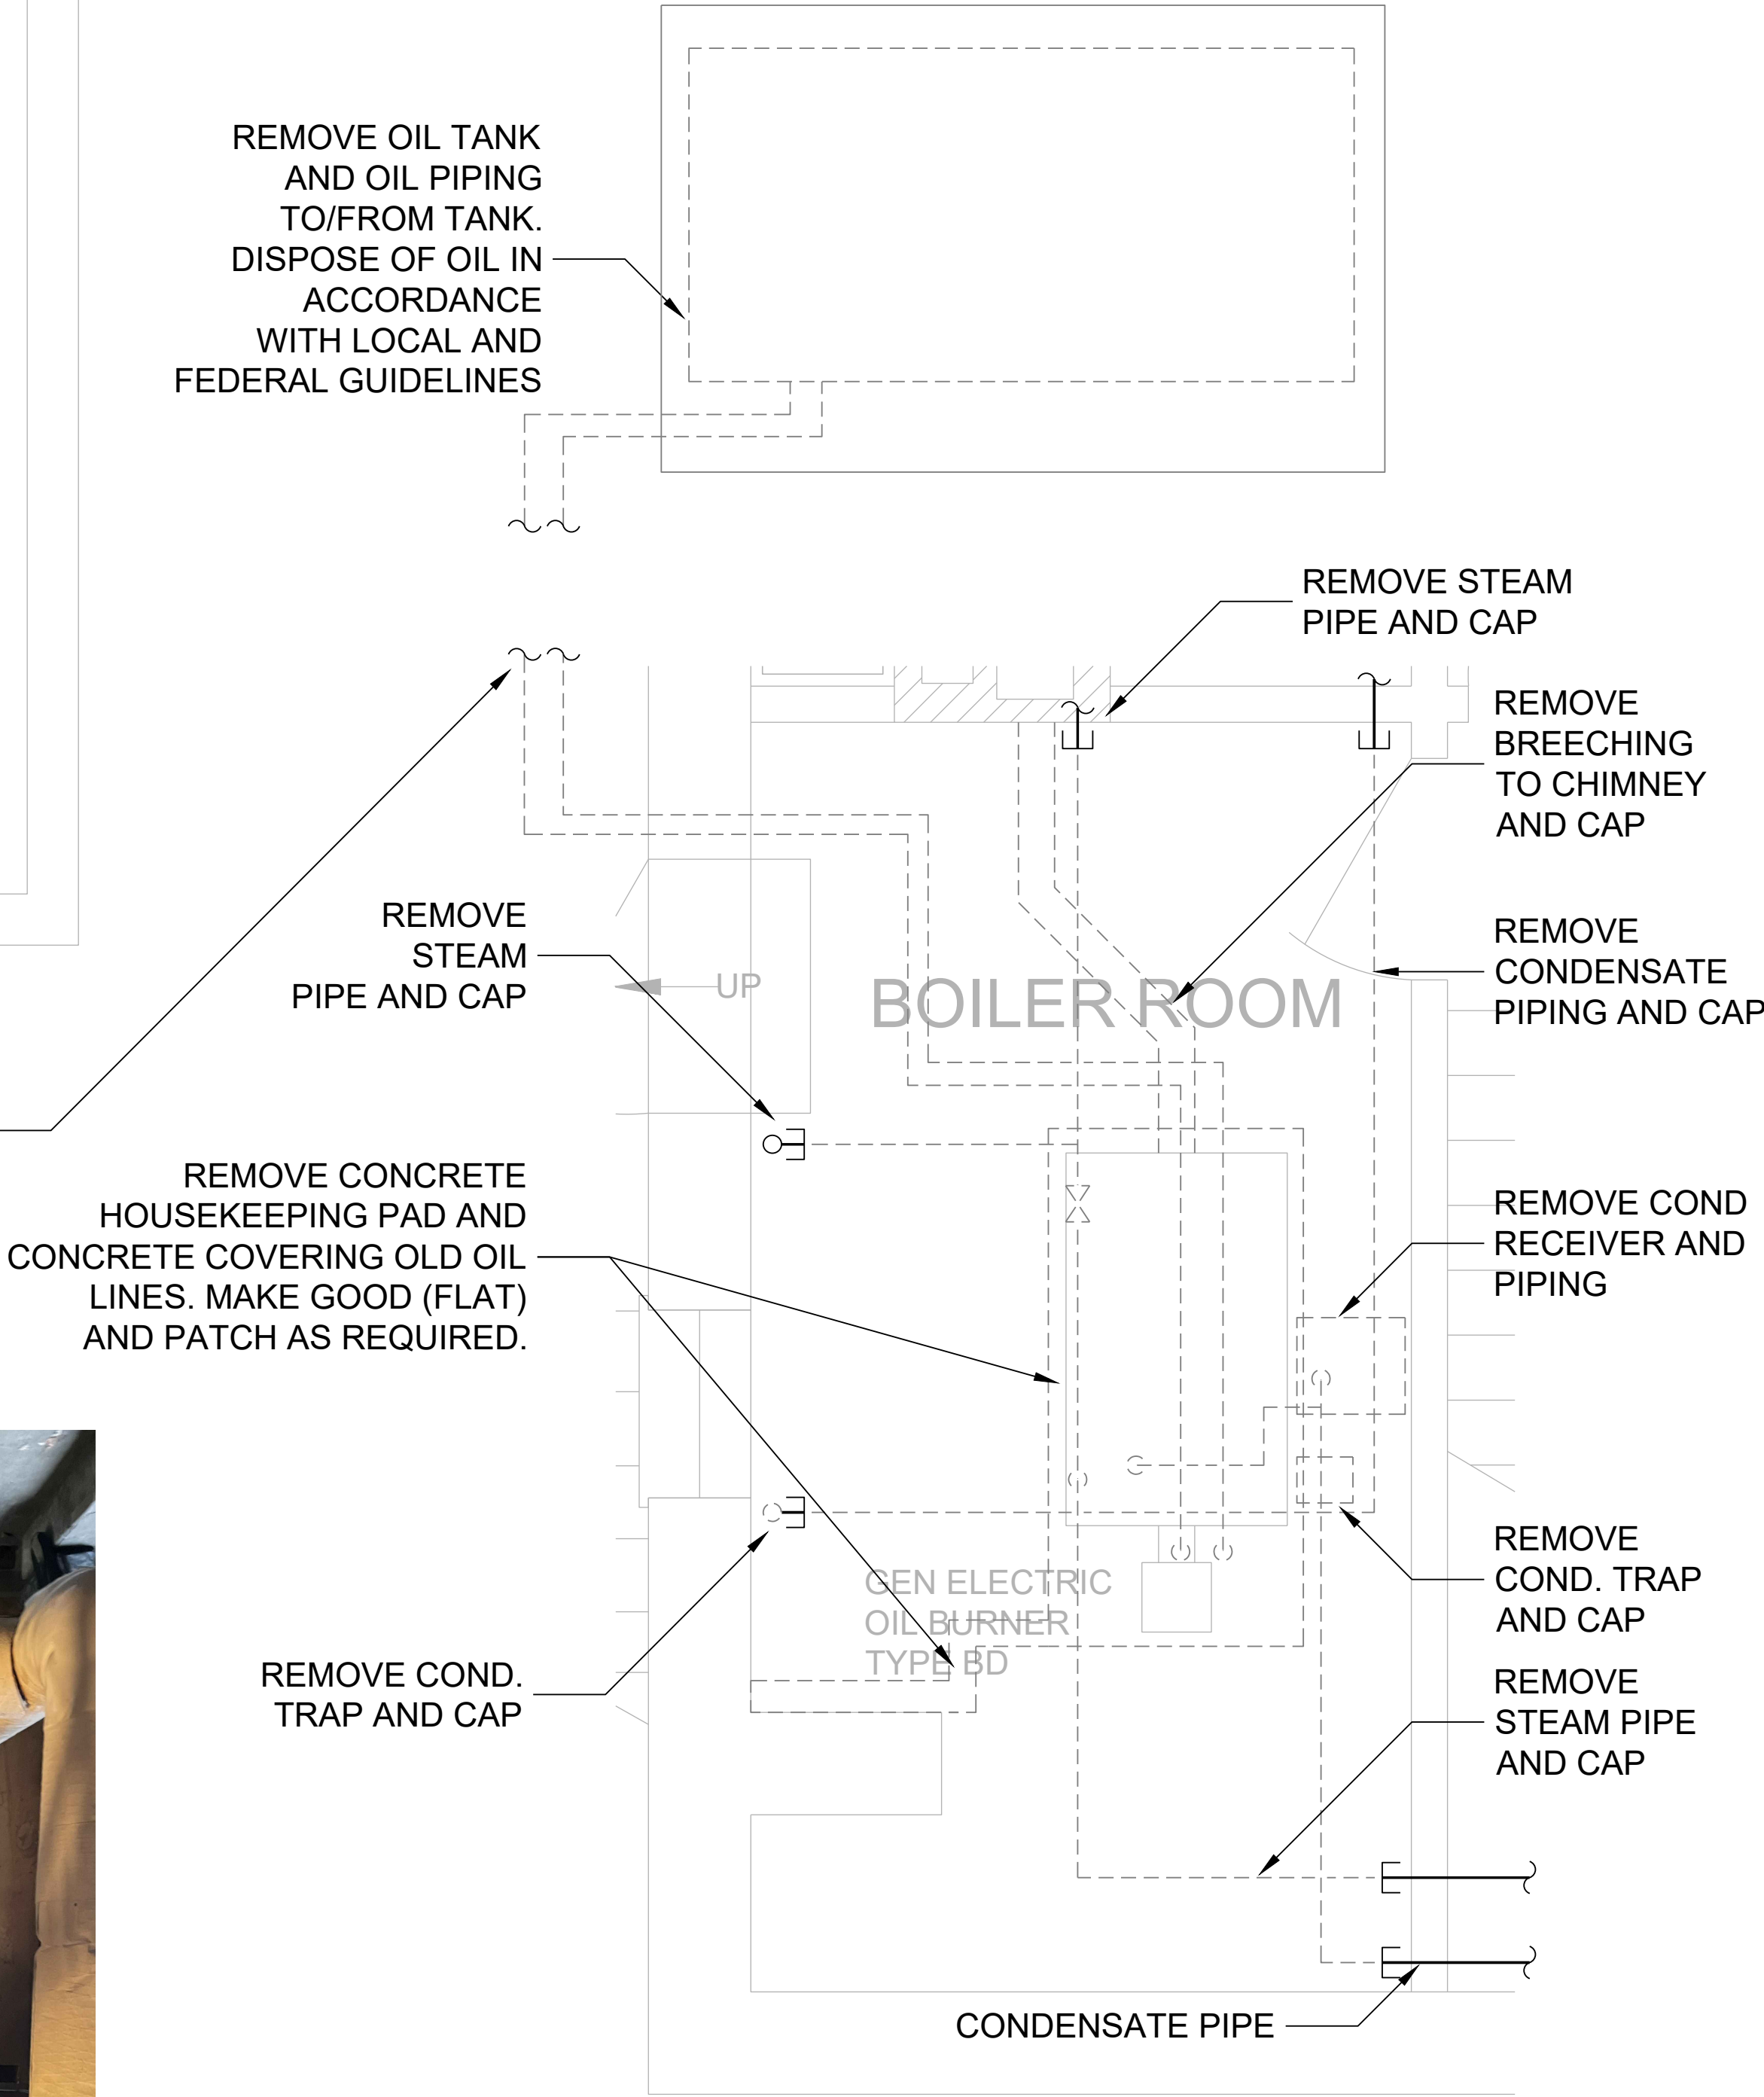 REMOVE OIL TANK
AND OIL PIPING
TO/FROM TANK.
DISPOSE OF OIL IN
ACCORDANCE
WITH LOCAL AND
FEDERAL GUIDELINES
REMOVE STEAM
PIPE AND CAP
REMOVE
BREECHING
TO CHIMNEY
AND CAP
REMOVE
STEAM
PIPE AND CAP
UP
BOILER ROOM
REMOVE
CONDENSATE
PIPING AND CAP
REMOVE CONCRETE
HOUSEKEEPING PAD AND
CONCRETE COVERING OLD OIL
LINES. MAKE GOOD (FLAT)
AND PATCH AS REQUIRED.
REMOVE COND
RECEIVER AND
PIPING
GEN ELECTRIC
OIL BURNER
TYPE BD
REMOVE
COND. TRAP
AND CAP
REMOVE COND.
TRAP AND CAP
REMOVE
STEAM PIPE
AND CAP
CONDENSATE PIPE